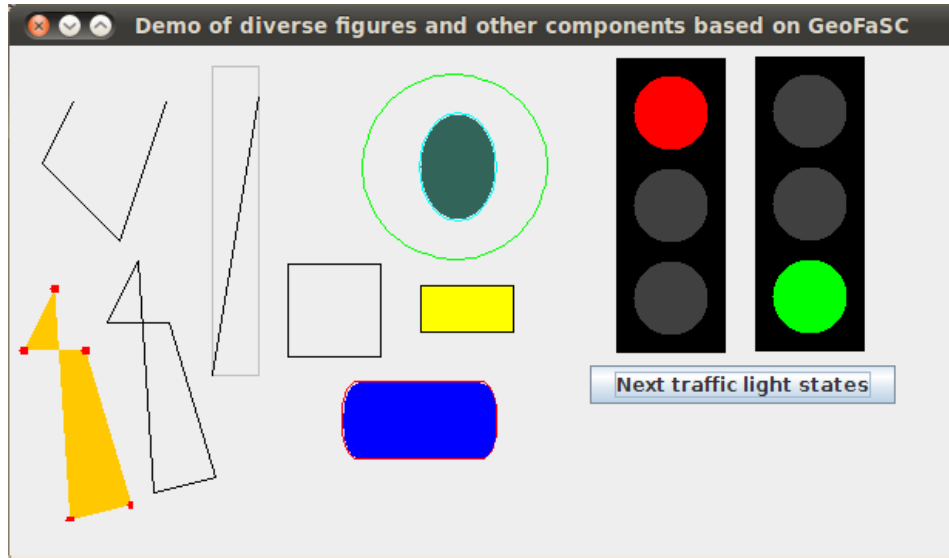 Demo of diverse figures and other components based on GeoFaSC
Next traffic light states